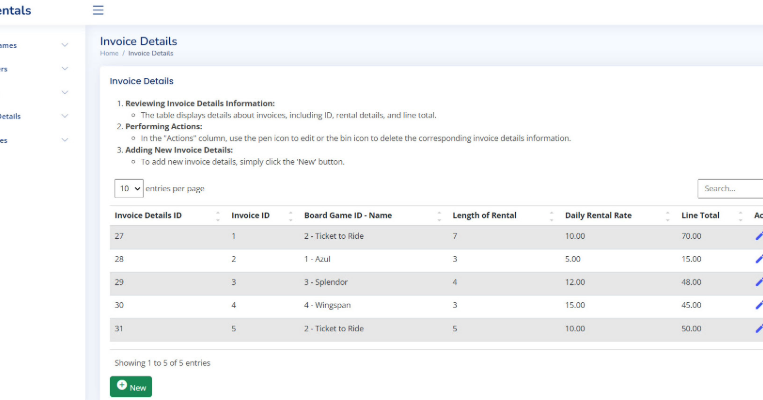 entals
ames
Invoice Details
Home / Invoice Details
ers
Details
es
Invoice Details
1. Reviewing Invoice Details Information:
The table displays details about invoices, including ID, rental details, and line total.
2. Performing Actions:
In the "Actions" column, use the pen icon to edit or the bin icon to delete the corresponding invoice details information.
3. Adding New Invoice Details:
To add new invoice details, simply click the 'New' button.
10 entries per page Search...
Invoice Details ID Invoice ID Board Game ID - Name Length of Rental Daily Rental Rate Line Total Ac
27 1 2 - Ticket to Ride 7 10.00 70.00
28 2 1 - Azul 3 5.00 15.00
29 3 3 - Splendor 4 12.00 48.00
30 4 4 - Wingspan 3 15.00 45.00
31 5 2 - Ticket to Ride 5 10.00 50.00
Showing 1 to 5 of 5 entries
New